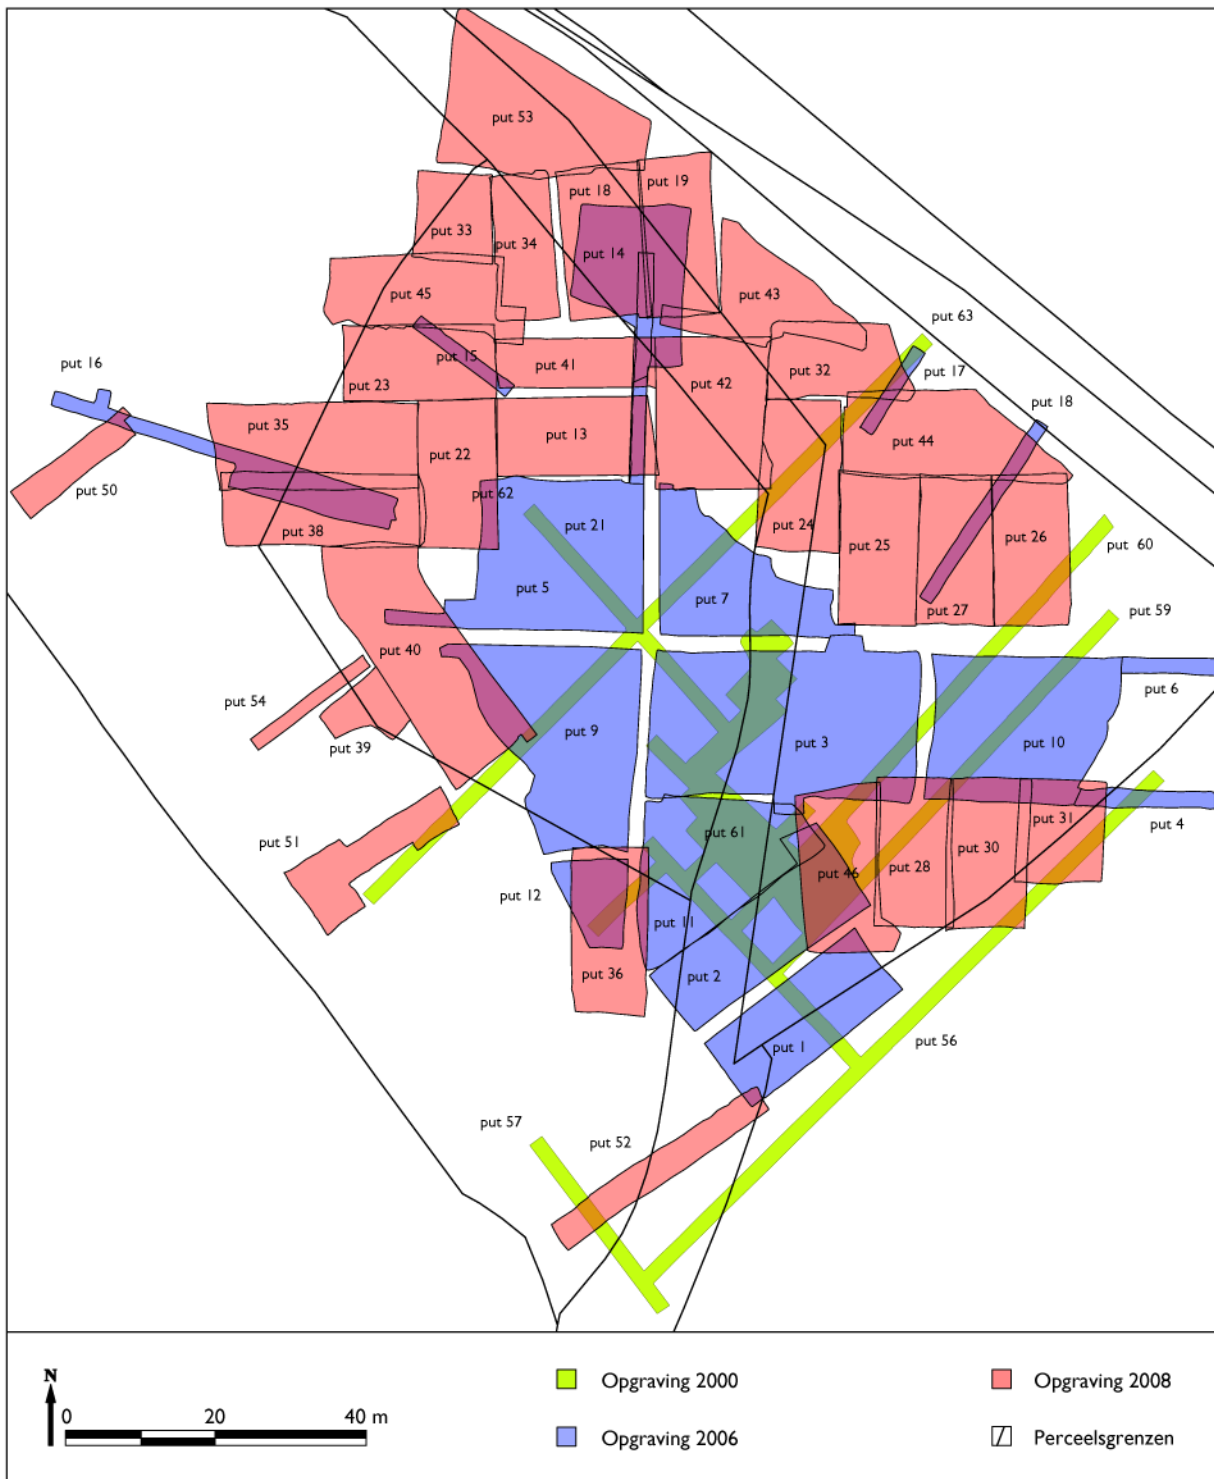 put 53
put 18
put 19
put 33
put 34
put 14
put 45
put 43
put 63
put 16
put 15
put 41
put 42
put 32
put 17
put 23
put 18
put 35
put 22
put 13
put 44
put 50
put 62
put 38
put 21
put 24
put 25
put 26
put 60
put 5
put 7
put 27
put 59
put 40
put 54
put 39
put 9
put 3
put 10
put 6
put 51
put 61
put 31
put 4
put 12
put 46
put 28
put 30
put 11
put 36
put 2
put 1
put 56
put 57
put 52
N
0 20 40 m
Opgraving 2000
Opgraving 2006
Opgraving 2008
Perceelsgrenzen